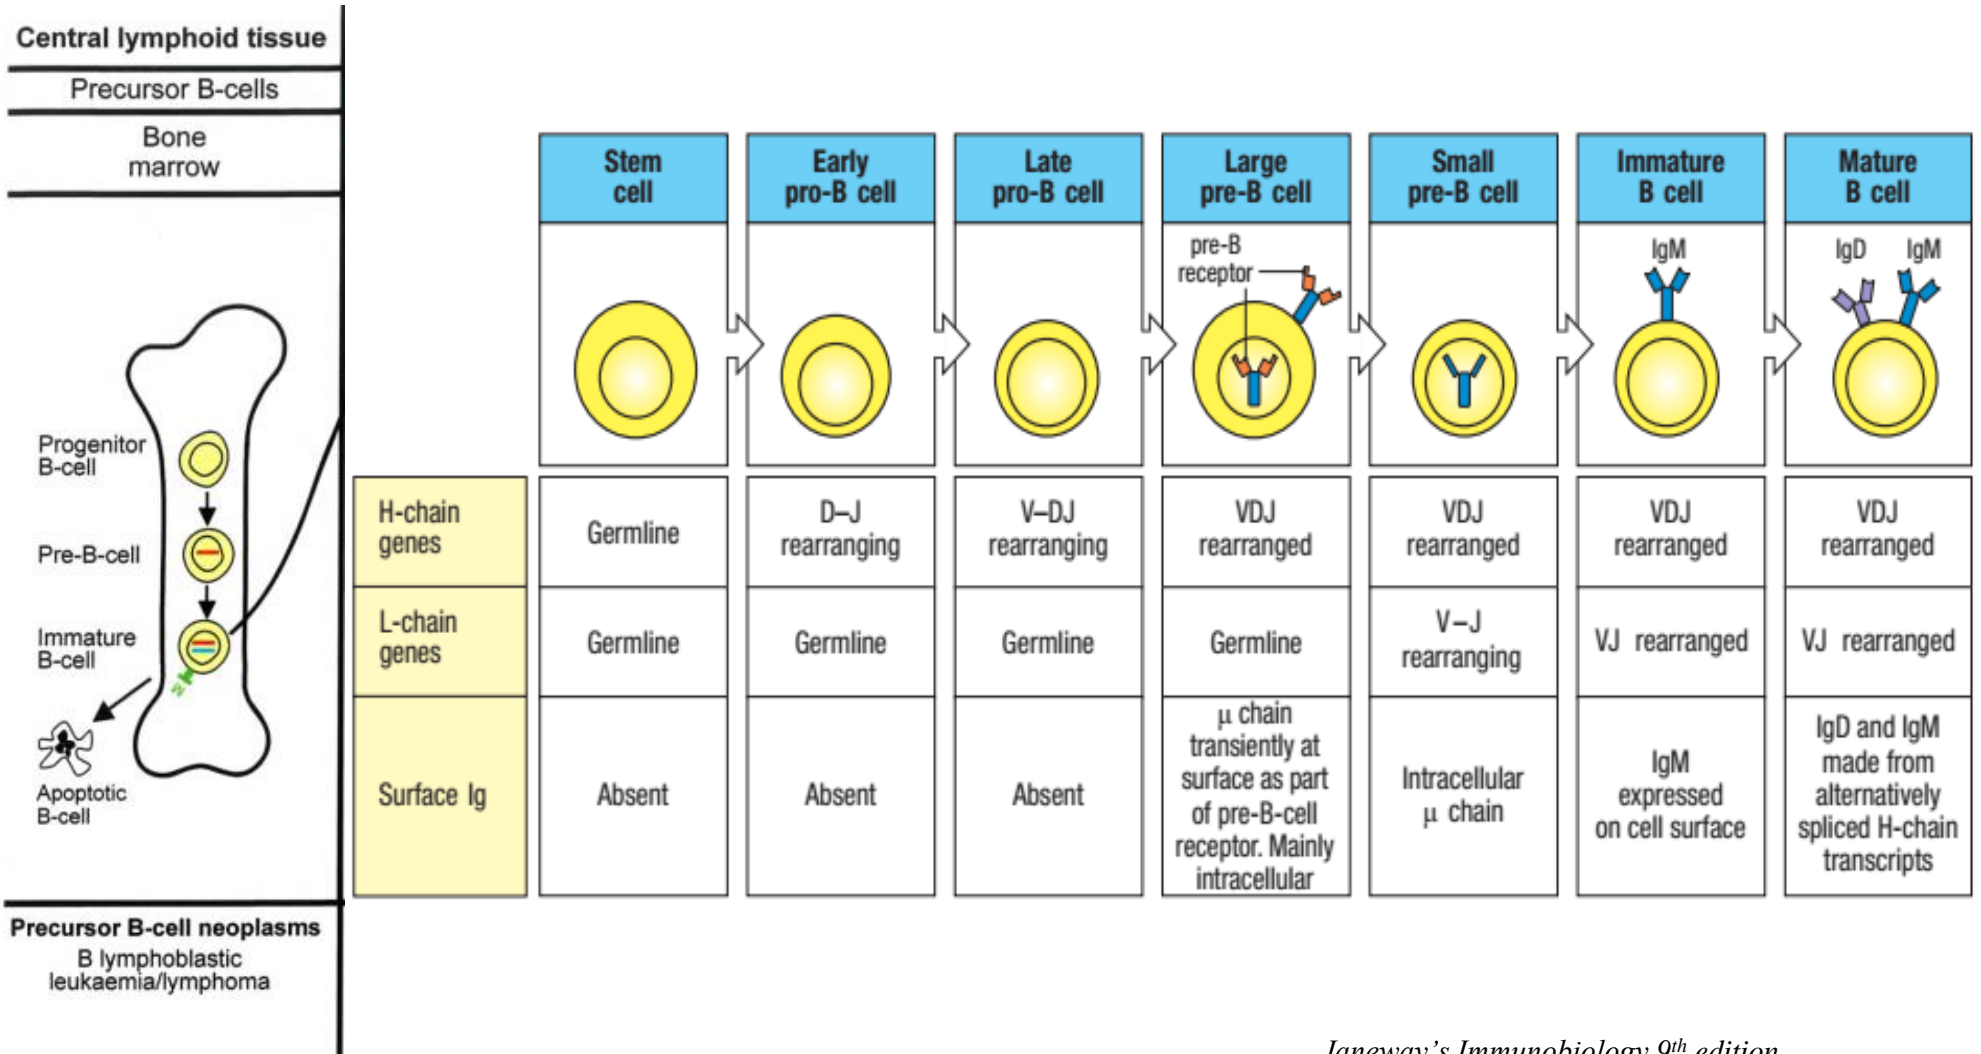 Central lymphoid tissue
Precursor B-cells
Bone
marrow
Progenitor
B-cell
Pre-B-cell
Immature
B-cell
M
Apoptotic
B-cell
Precursor B-cell neoplasms
B lymphoblastic
leukaemia/lymphoma
Stem
cell
Early
pro-B cell
Late
pro-B cell
Large
pre-B cell
Small
pre-B cell
Immature
B cell
Mature
B cell
pre-B
receptor
IgM
IgD
IgM
H-chain
genes
Germline
D–J
rearranging
V–DJ
rearranging
VDJ
rearranged
VDJ
rearranged
VDJ
rearranged
VDJ
rearranged
L-chain
genes
Germline
Germline
Germline
Germline
V–J
rearranging
VJ rearranged
VJ rearranged
Surface Ig
Absent
Absent
Absent
μ chain
transiently at
surface as part
of pre-B-cell
receptor. Mainly
intracellular
Intracellular
μ chain
IgM
expressed
on cell surface
IgD and IgM
made from
alternatively
spliced H-chain
transcripts
Janeway's Immunobiology 9th edition